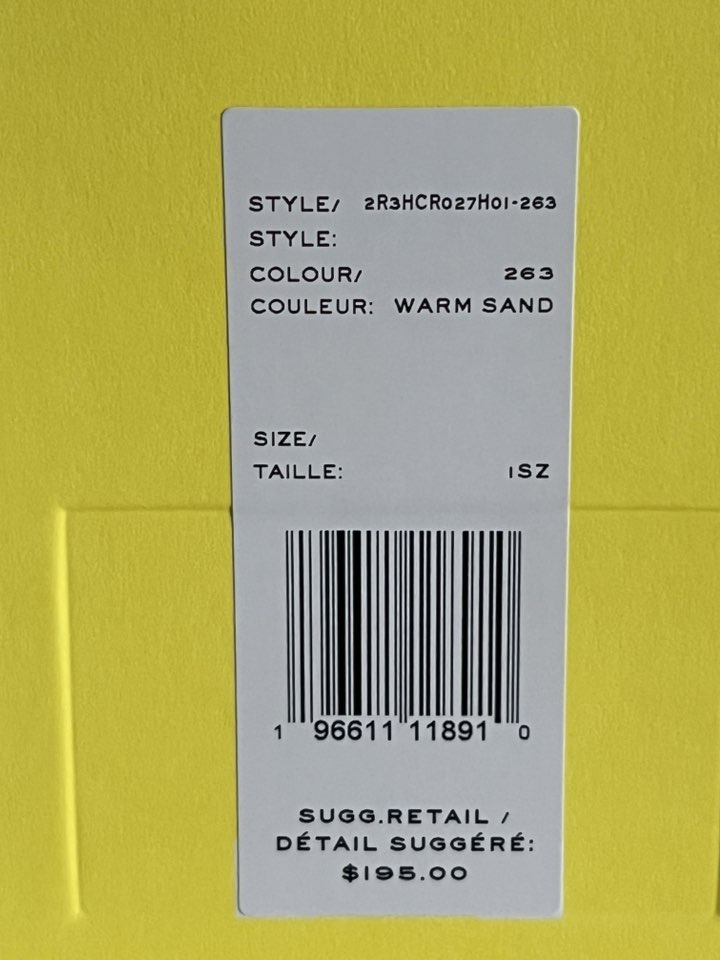 STYLE/ 2R3HCR027H01-263
STYLE:
COLOUR/ 263
COULEUR: WARM SAND
SIZE/
TAILLE: 1SZ
1 96611 11891 0
SUGG.RETAIL /
DÉTAIL SUGGÉRÉ:
$195.00